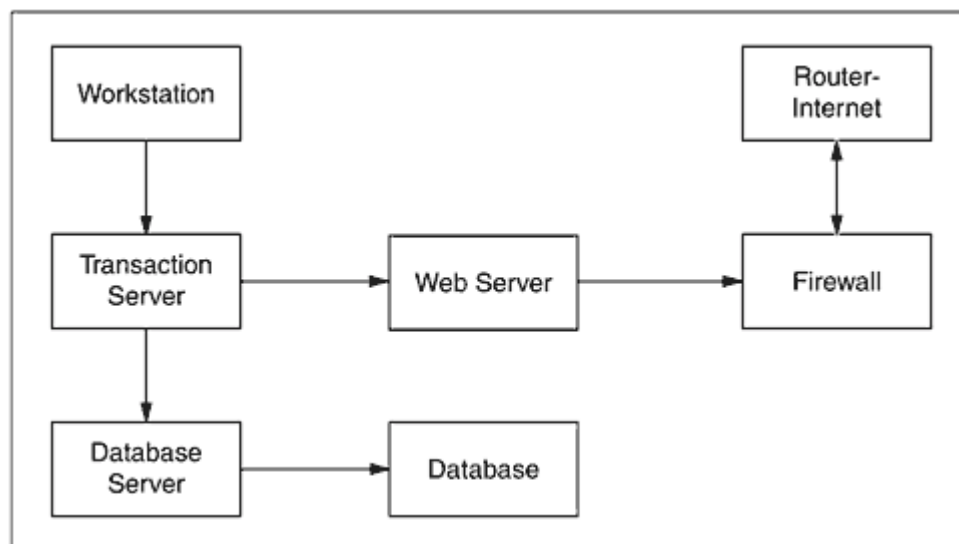 Workstation
Router-
Internet
Transaction
Server
Web Server
Firewall
Database
Server
Database